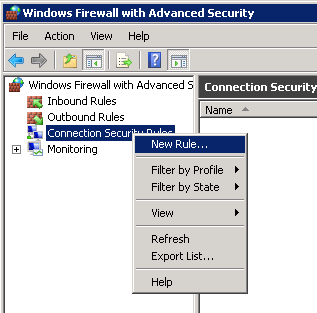 Windows Firewall with Advanced Security
File Action View Help
Windows Firewall with Advanced S
Inbound Rules
Outbound Rules
Connection Security Rules
Monitoring
Connection Security
Name
New Rule...
Filter by Profile
Filter by State
View
Refresh
Export List...
Help